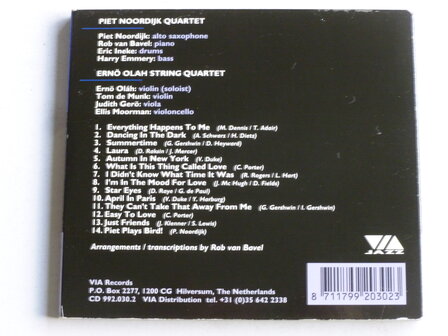 PIET NOORDIJK QUARTET
Piet Noordijk: alto saxophone
Rob van Bavel: piano
Eric Ineke: drums
Harry Emmery: bass
ERNÖ OLAH STRING QUARTET
Ernö Oláh: violin (soloist)
Tom de Munk: violin
Judith Gerö: viola
Ellis Moorman: violoncello
1. Everything Happens To Me (M. Dennis / T. Adair)
2. Dancing In The Dark (A. Schwarz / H. Dietz)
3. Summertime (G. Gershwin / D. Heyward)
4. Laura (D. Raksin / J. Mercer)
5. Autumn In New York (V. Duke)
6. What Is This Thing Called Love (C. Porter)
7. I Didn't Know What Time It Was (R. Rogers / L. Hart)
8. I'm In The Mood For Love (J. Mc Hugh / D. Fields)
9. Star Eyes (D. Raye / G. de Paul)
10. April In Paris (V. Duke / Y. Harburg)
11. They Can't Take That Away From Me (G. Gershwin / I. Gershwin)
12. Easy To Love (C. Porter)
13. Just Friends (J. Klenner / S. Lewis)
14. Piet Plays Bird! (P. Noordijk)
Arrangements / transcriptions by Rob van Bavel
VIA
JAZZ
VIA Records
P.O. Box 2277, 1200 CG Hilversum, The Netherlands
CD 992.030.2 VIA Distribution tel. +31 (0)35 642 2338
8 711799 203023